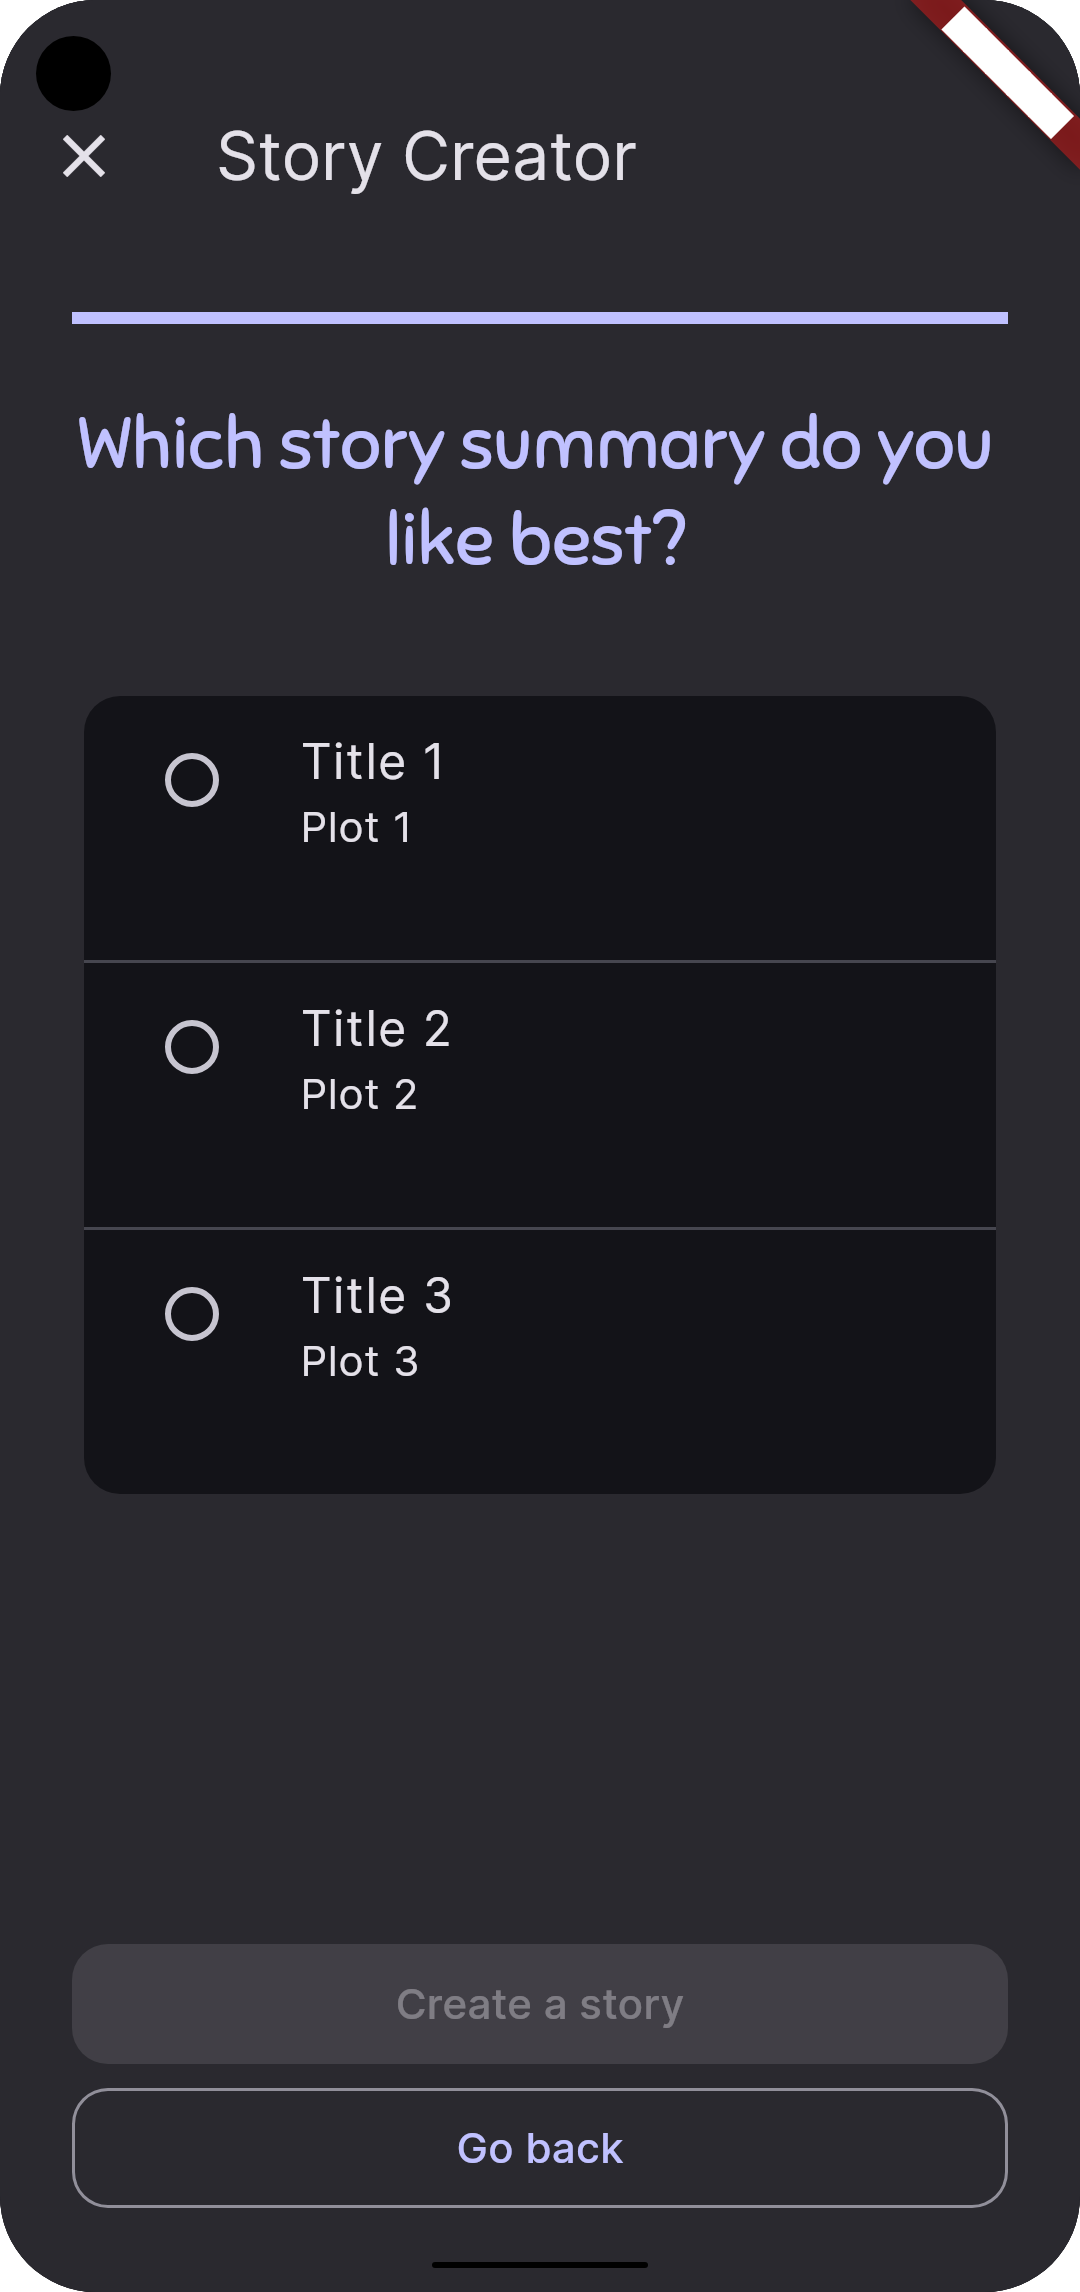 Story Creator
Which story summary do you
like best?
Title 1
Plot 1
Title 2
Plot 2
Title 3
Plot 3
Create a story
Go back